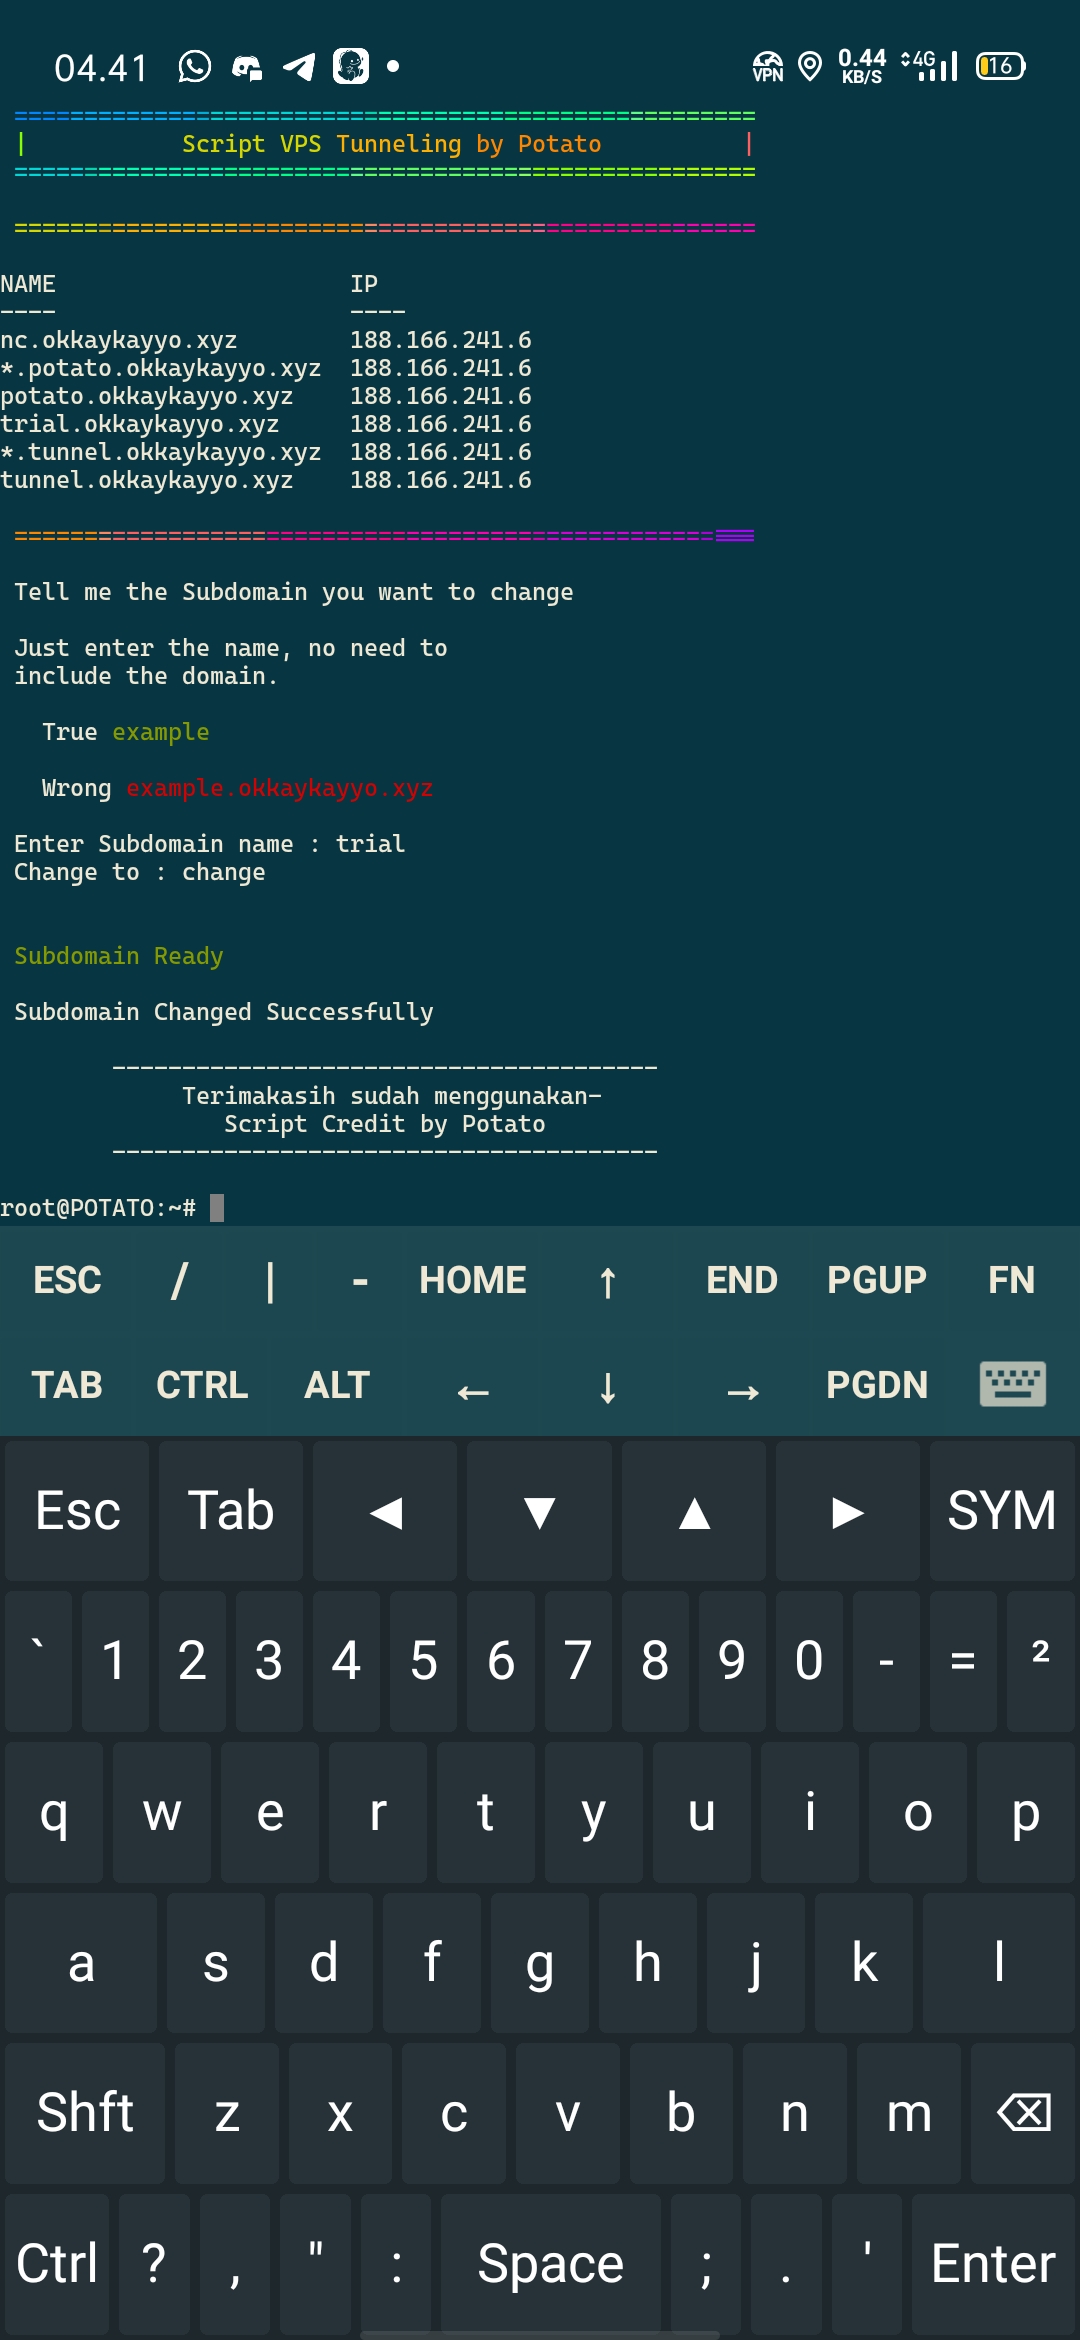 04.41 VPN 0.44 KB/S 4G 16
=====================================================
| Script VPS Tunneling by Potato |
=====================================================
=====================================================
NAME IP
---- ----
nc.okkaykayyo.xyz 188.166.241.6
*.potato.okkaykayyo.xyz 188.166.241.6
potato.okkaykayyo.xyz 188.166.241.6
trial.okkaykayyo.xyz 188.166.241.6
*.tunnel.okkaykayyo.xyz 188.166.241.6
tunnel.okkaykayyo.xyz 188.166.241.6
=====================================================
Tell me the Subdomain you want to change
Just enter the name, no need to
include the domain.
True example
Wrong example.okkaykayyo.xyz
Enter Subdomain name : trial
Change to : change
Subdomain Ready
Subdomain Changed Successfully
---------------------------------------
Terimakasih sudah menggunakan-
Script Credit by Potato
---------------------------------------
root@POTATO:~#
ESC / | - HOME ↑ END PGUP FN
TAB CTRL ALT ← ↓ → PGDN
Esc Tab ◀ ▼ ▲ ▶ SYM
` 1 2 3 4 5 6 7 8 9 0 - = ²
q w e r t y u i o p
a s d f g h j k l
Shft z x c v b n m
Ctrl ? , " : Space ; . ' Enter